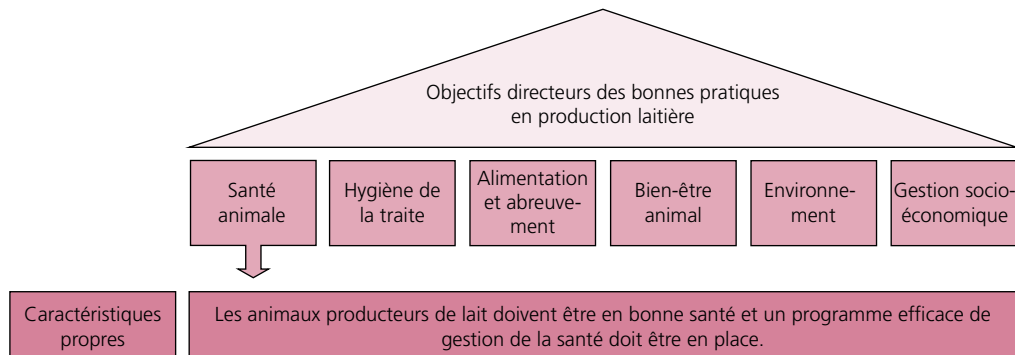 Objectifs directeurs des bonnes pratiques
en production laitière
Santé
animale
Hygiène de
la traite
Alimentation
et abreuve-
ment
Bien-être
animal
Environne-
ment
Gestion socio-
économique
Caractéristiques
propres
Les animaux producteurs de lait doivent être en bonne santé et un programme efficace de
gestion de la santé doit être en place.